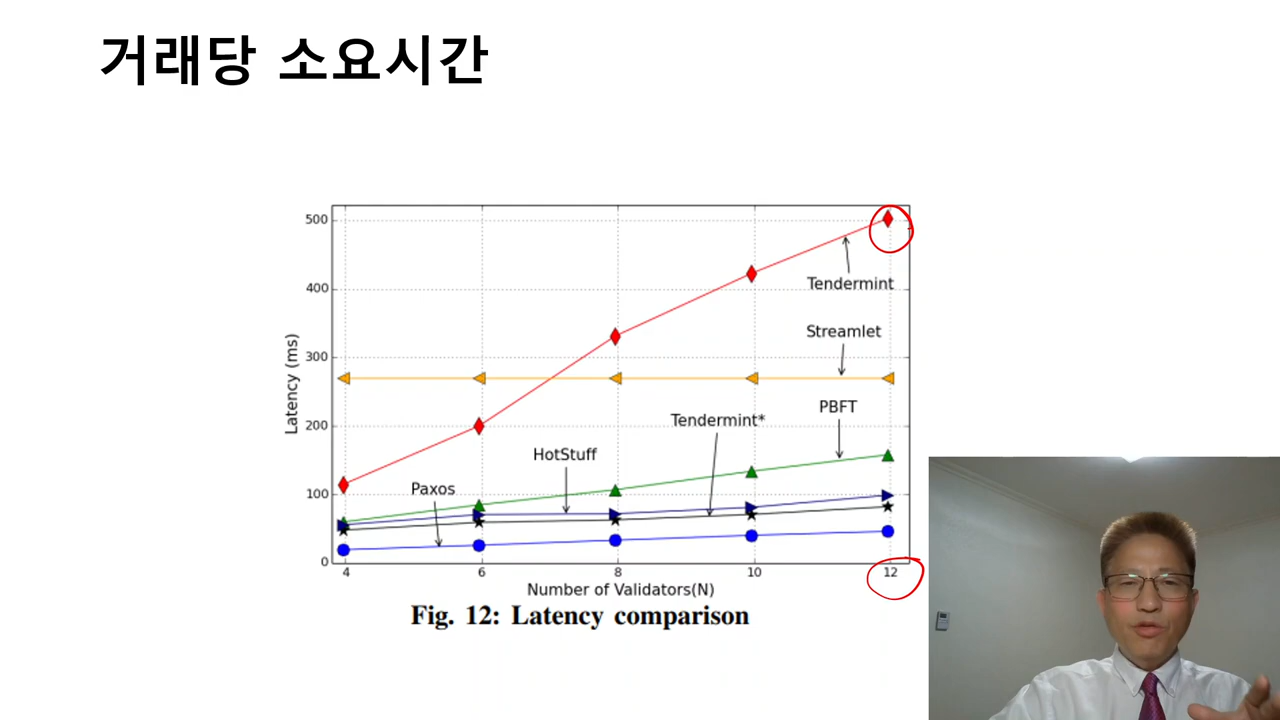 거래당 소요시간
500
400
300
200
100
0
Latency (ms)
Tendermint
Streamlet
PBFT
Tendermint*
HotStuff
Paxos
4 6 8 10 12
Number of Validators(N)
Fig. 12: Latency comparison